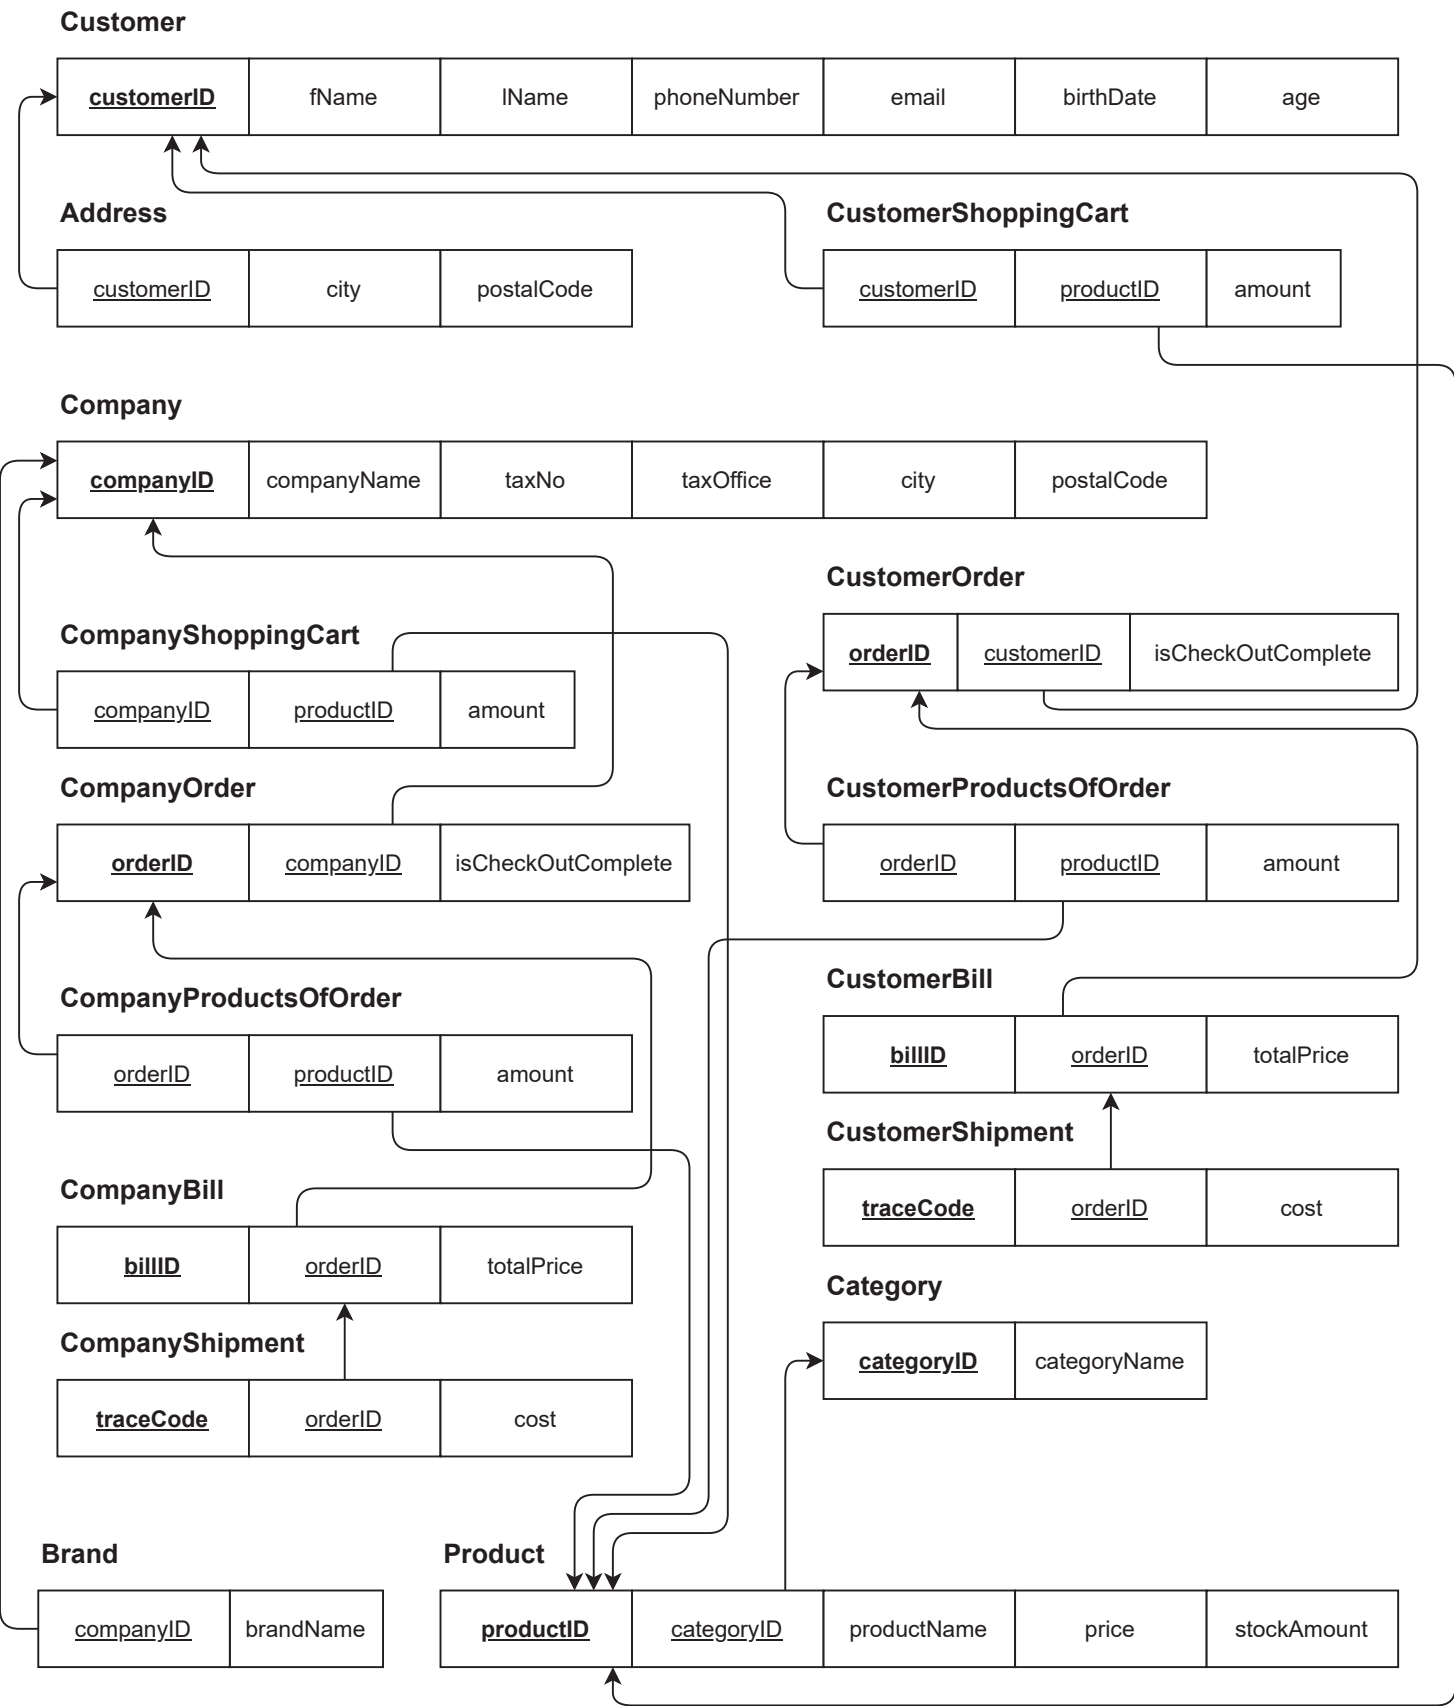 Customer
customerID fName lName phoneNumber email birthDate age
Address
customerID city postalCode
CustomerShoppingCart
customerID productID amount
Company
companyID companyName taxNo taxOffice city postalCode
CustomerOrder
orderID customerID isCheckOutComplete
CompanyShoppingCart
companyID productID amount
CompanyOrder
orderID companyID isCheckOutComplete
CustomerProductsOfOrder
orderID productID amount
CompanyProductsOfOrder
orderID productID amount
CustomerBill
billID orderID totalPrice
CustomerShipment
traceCode orderID cost
CompanyBill
billID orderID totalPrice
CompanyShipment
traceCode orderID cost
Category
categoryID categoryName
Brand
companyID brandName
Product
productID categoryID productName price stockAmount